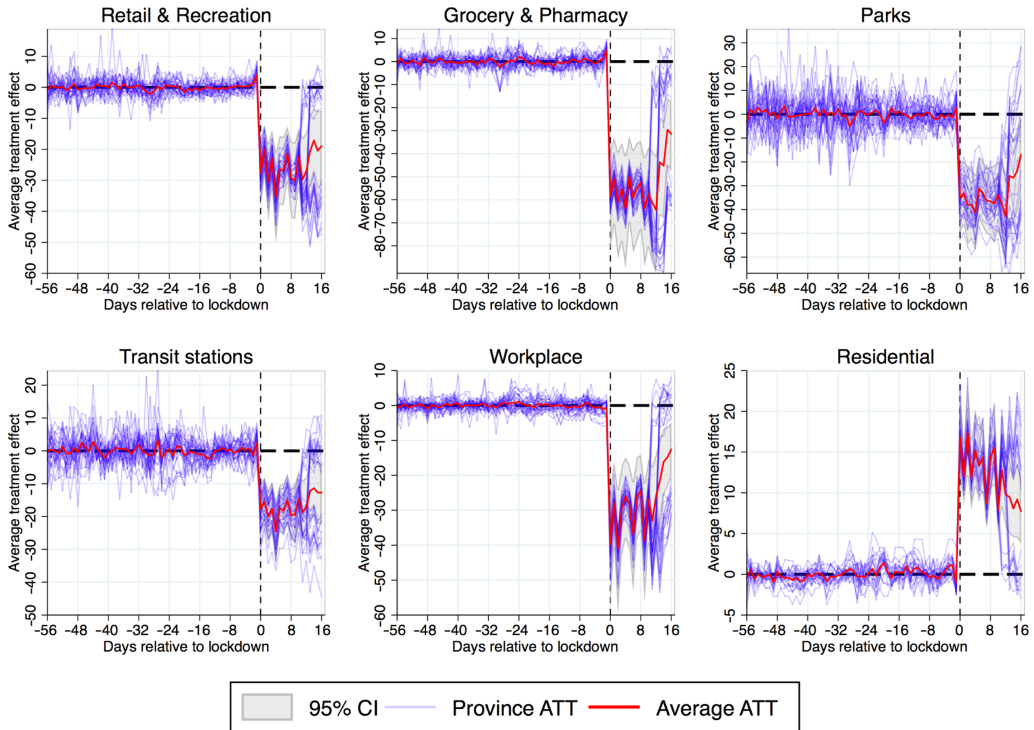 Retail & Recreation
Average treatment effect
20
10
0
−10
−20
−30
−40
−50
−60
−56 −48 −40 −32 −24 −16 −8 0 8 16
Days relative to lockdown
Grocery & Pharmacy
Average treatment effect
10
0
−10
−20
−30
−40
−50
−60
−70
−80
−56 −48 −40 −32 −24 −16 −8 0 8 16
Days relative to lockdown
Parks
Average treatment effect
30
20
10
0
−10
−20
−30
−40
−50
−60
−56 −48 −40 −32 −24 −16 −8 0 8 16
Days relative to lockdown
Transit stations
Average treatment effect
20
10
0
−10
−20
−30
−40
−50
−56 −48 −40 −32 −24 −16 −8 0 8 16
Days relative to lockdown
Workplace
Average treatment effect
10
0
−10
−20
−30
−40
−50
−60
−56 −48 −40 −32 −24 −16 −8 0 8 16
Days relative to lockdown
Residential
Average treatment effect
25
20
15
10
5
0
−5
−56 −48 −40 −32 −24 −16 −8 0 8 16
Days relative to lockdown
95% CI Province ATT Average ATT